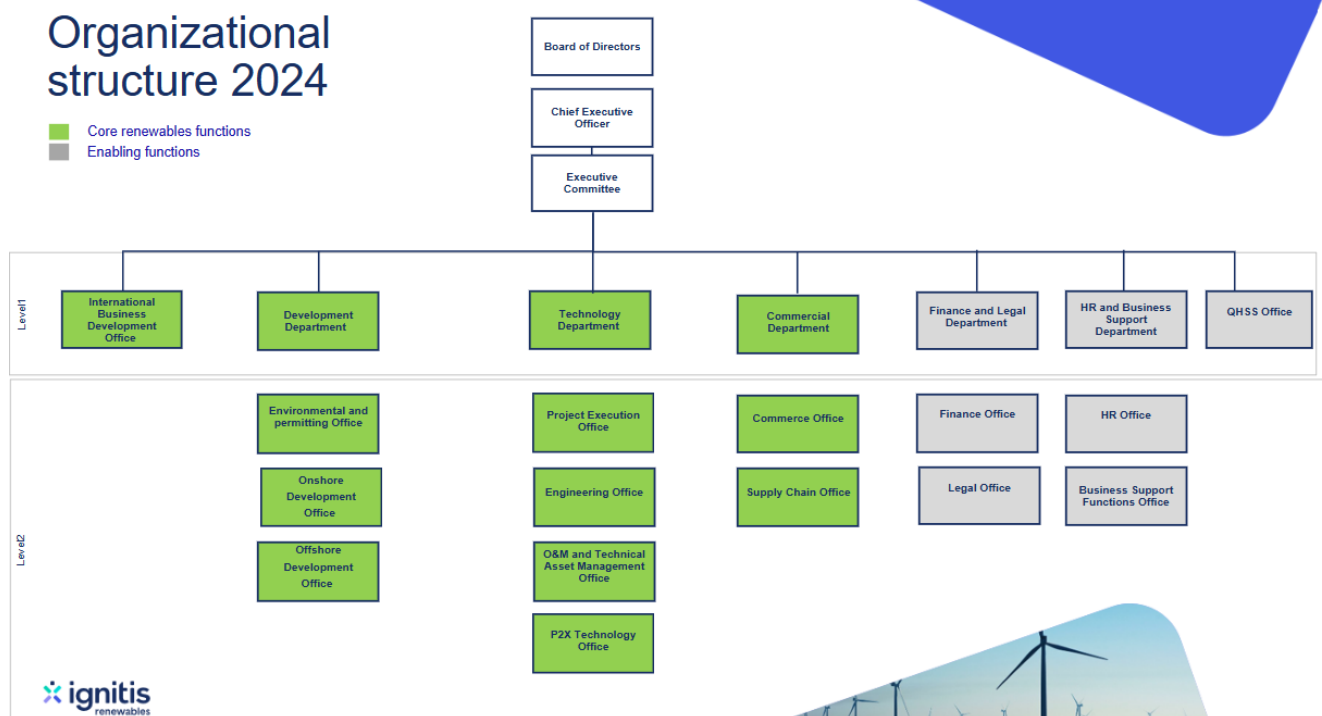 Organizational
structure 2024
Core renewables functions
Enabling functions
Board of Directors
Chief Executive
Officer
Executive
Committee
Level1
International
Business
Development
Office
Development
Department
Technology
Department
Commercial
Department
Finance and Legal
Department
HR and Business
Support
Department
QHSS Office
Level2
Environmental and
permitting Office
Project Execution
Office
Commerce Office
Finance Office
HR Office
Onshore
Development
Office
Engineering Office
Supply Chain Office
Legal Office
Business Support
Functions Office
Offshore
Development
Office
O&M and Technical
Asset Management
Office
P2X Technology
Office
ignitis
renewables